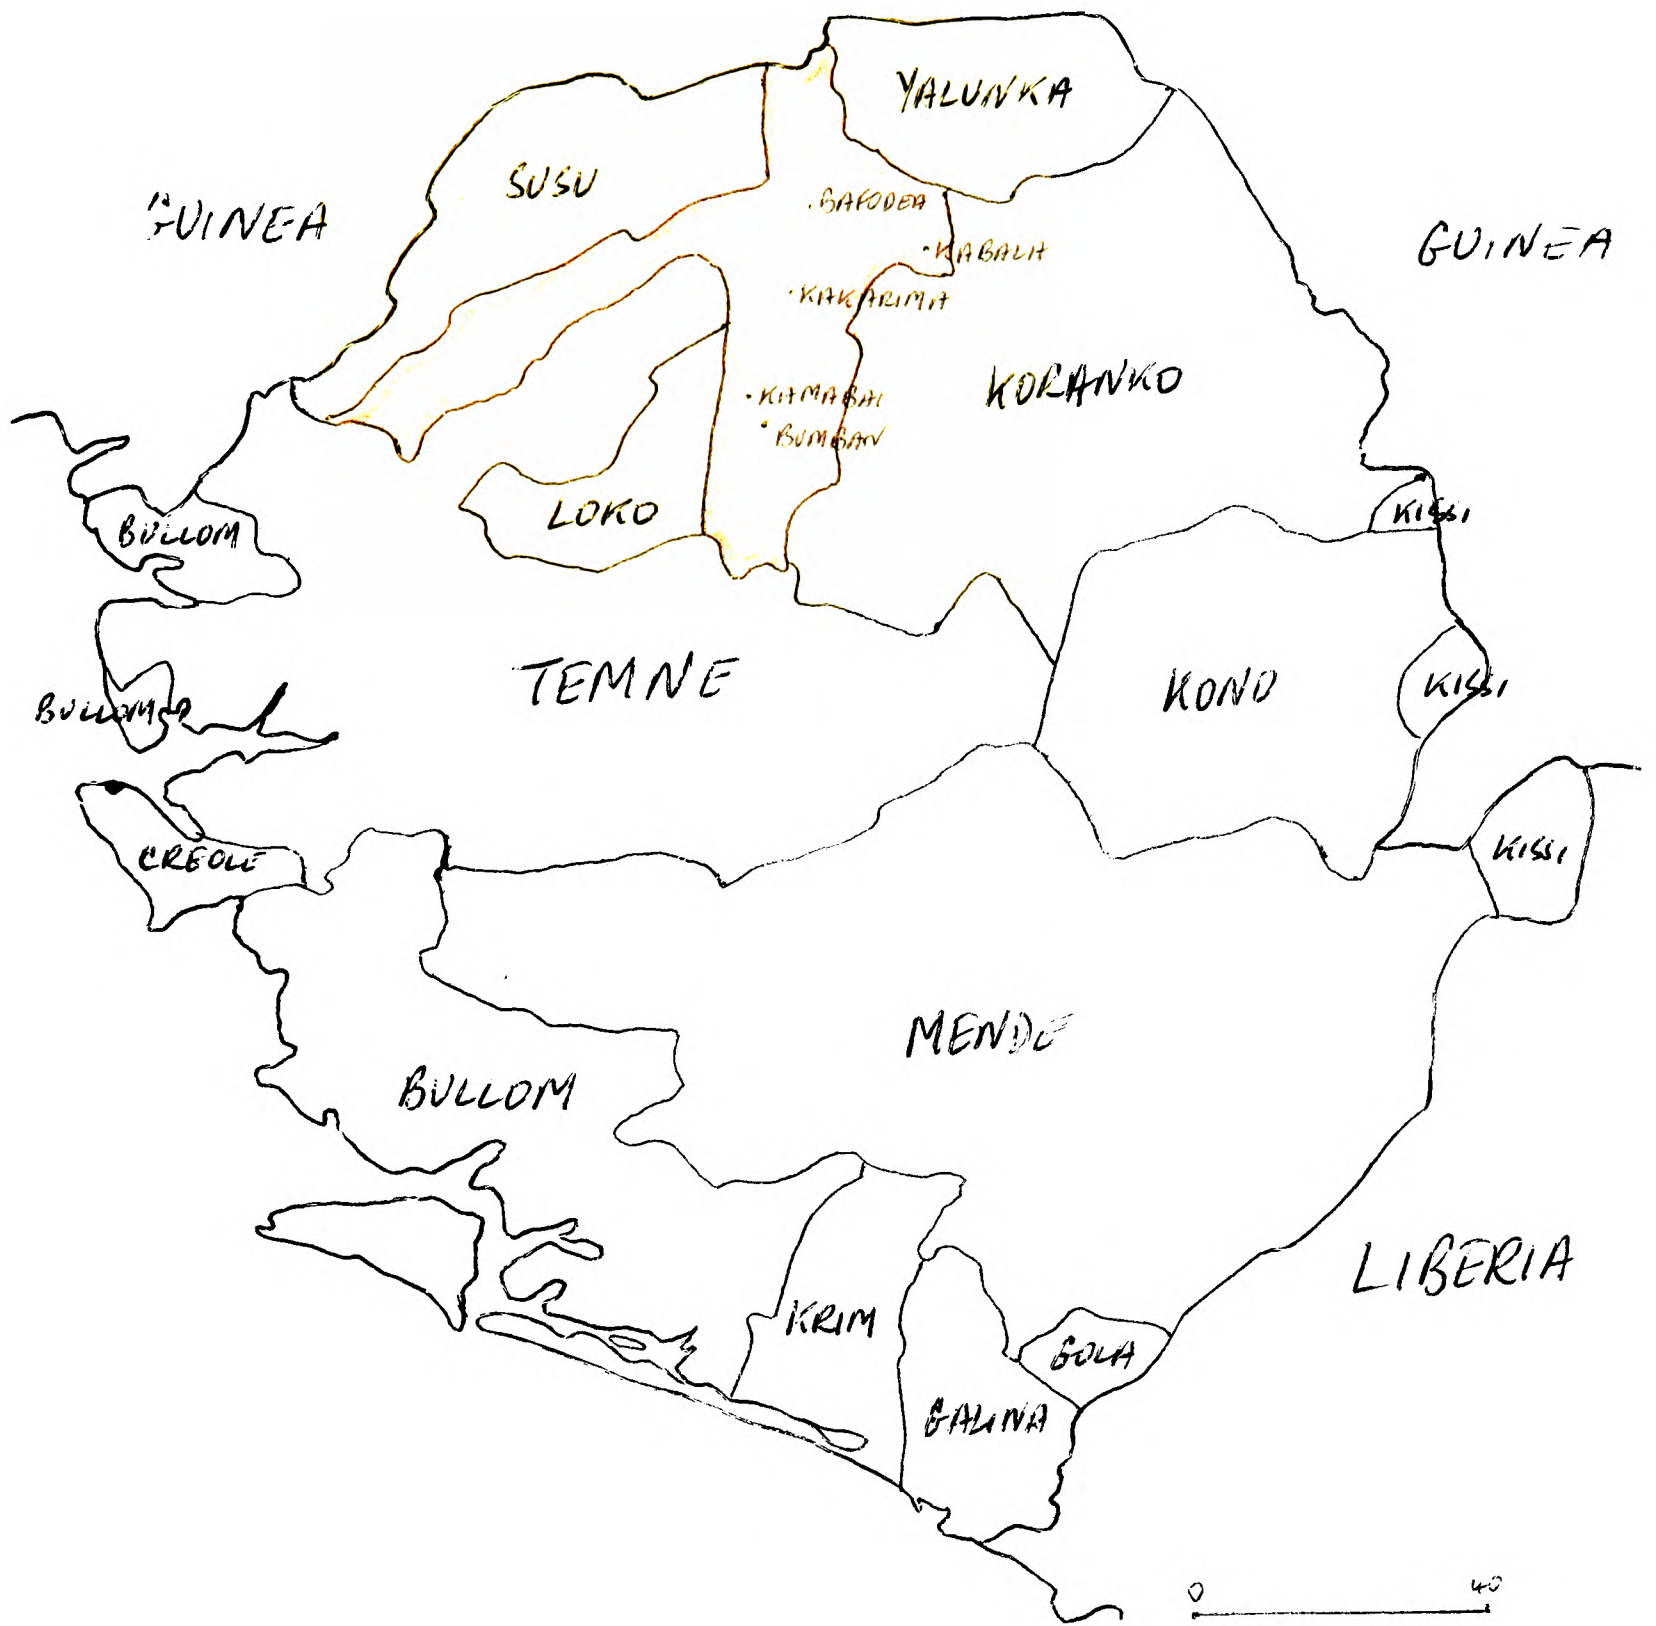 YALUNKA
SUSU
GUINEA
BAFODEA
GUINEA
KABALA
KAKARIMA
KORANKO
KAMABAI
BUMBAN
LOKO
KISSI
BULLOM
TEMNE
KONO
KISSI
BULLOM
CREOLE
KISSI
MENDE
BULLOM
LIBERIA
KRIM
GOLA
GALINA
0 40